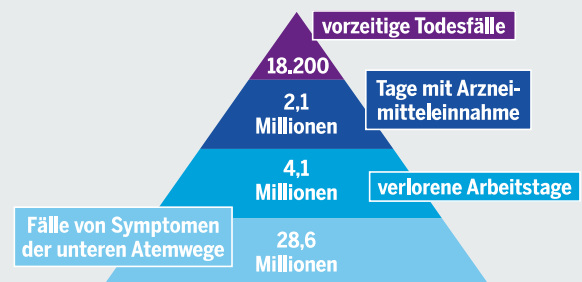 vorzeitige Todesfälle
18.200
Tage mit Arznei-
mitteleinnahme
2,1
Millionen
verlorene Arbeitstage
4,1
Millionen
Fälle von Symptomen
der unteren Atemwege
28,6
Millionen